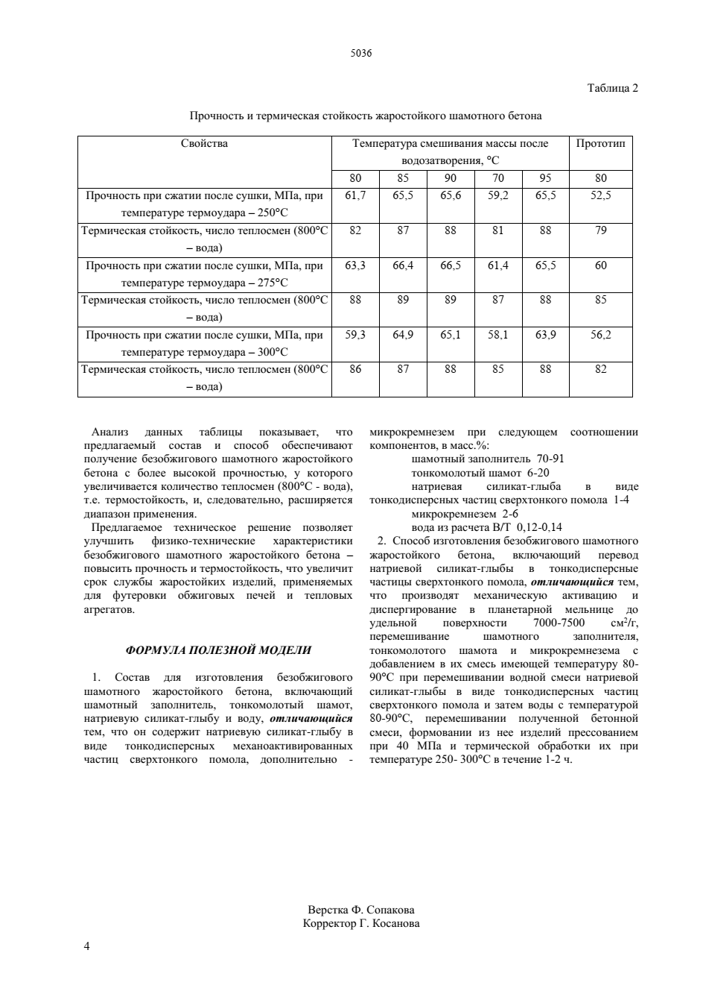 5036
Таблица 2
Прочность и термическая стойкость жаростойкого шамотного бетона
Свойства Температура смешивания массы после Прототип
водозатворения, °С
80 85 90 70 95 80
Прочность при сжатии после сушки, МПа, при 61,7 65,5 65,6 59,2 65,5 52,5
температуре термоудара – 250°С
Термическая стойкость, число теплосмен (800°С 82 87 88 81 88 79
– вода)
Прочность при сжатии после сушки, МПа, при 63,3 66,4 66,5 61,4 65,5 60
температуре термоудара – 275°С
Термическая стойкость, число теплосмен (800°С 88 89 89 87 88 85
– вода)
Прочность при сжатии после сушки, МПа, при 59,3 64,9 65,1 58,1 63,9 56,2
температуре термоудара – 300°С
Термическая стойкость, число теплосмен (800°С 86 87 88 85 88 82
– вода)
Анализ данных таблицы показывает, что
предлагаемый состав и способ обеспечивают
получение безобжигового шамотного жаростойкого
бетона с более высокой прочностью, у которого
увеличивается количество теплосмен (800°С - вода),
т.е. термостойкость, и, следовательно, расширяется
диапазон применения.
Предлагаемое техническое решение позволяет
улучшить физико-технические характеристики
безобжигового шамотного жаростойкого бетона –
повысить прочность и термостойкость, что увеличит
срок службы жаростойких изделий, применяемых
для футеровки обжиговых печей и тепловых
агрегатов.
ФОРМУЛА ПОЛЕЗНОЙ МОДЕЛИ
1. Состав для изготовления безобжигового
шамотного жаростойкого бетона, включающий
шамотный заполнитель, тонкомолотый шамот,
натриевую силикат-глыбу и воду, отличающийся
тем, что он содержит натриевую силикат-глыбу в
виде тонкодисперсных механоактивированных
частиц сверхтонкого помола, дополнительно -
микрокремнезем при следующем соотношении
компонентов, в масс.%:
шамотный заполнитель 70-91
тонкомолотый шамот 6-20
натриевая силикат-глыба в виде
тонкодисперсных частиц сверхтонкого помола 1-4
микрокремнезем 2-6
вода из расчета В/Т 0,12-0,14
2. Способ изготовления безобжигового шамотного
жаростойкого бетона, включающий перевод
натриевой силикат-глыбы в тонкодисперсные
частицы сверхтонкого помола, отличающийся тем,
что производят механическую активацию и
диспергирование в планетарной мельнице до
удельной поверхности 7000-7500 см²/г,
перемешивание шамотного заполнителя,
тонкомолотого шамота и микрокремнезема с
добавлением в их смесь имеющей температуру 80-
90°С при перемешивании водной смеси натриевой
силикат-глыбы в виде тонкодисперсных частиц
сверхтонкого помола и затем воды с температурой
80-90°С, перемешивании полученной бетонной
смеси, формовании из нее изделий прессованием
при 40 МПа и термической обработки их при
температуре 250- 300°С в течение 1-2 ч.
Верстка Ф. Сопакова
Корректор Г. Косанова
4